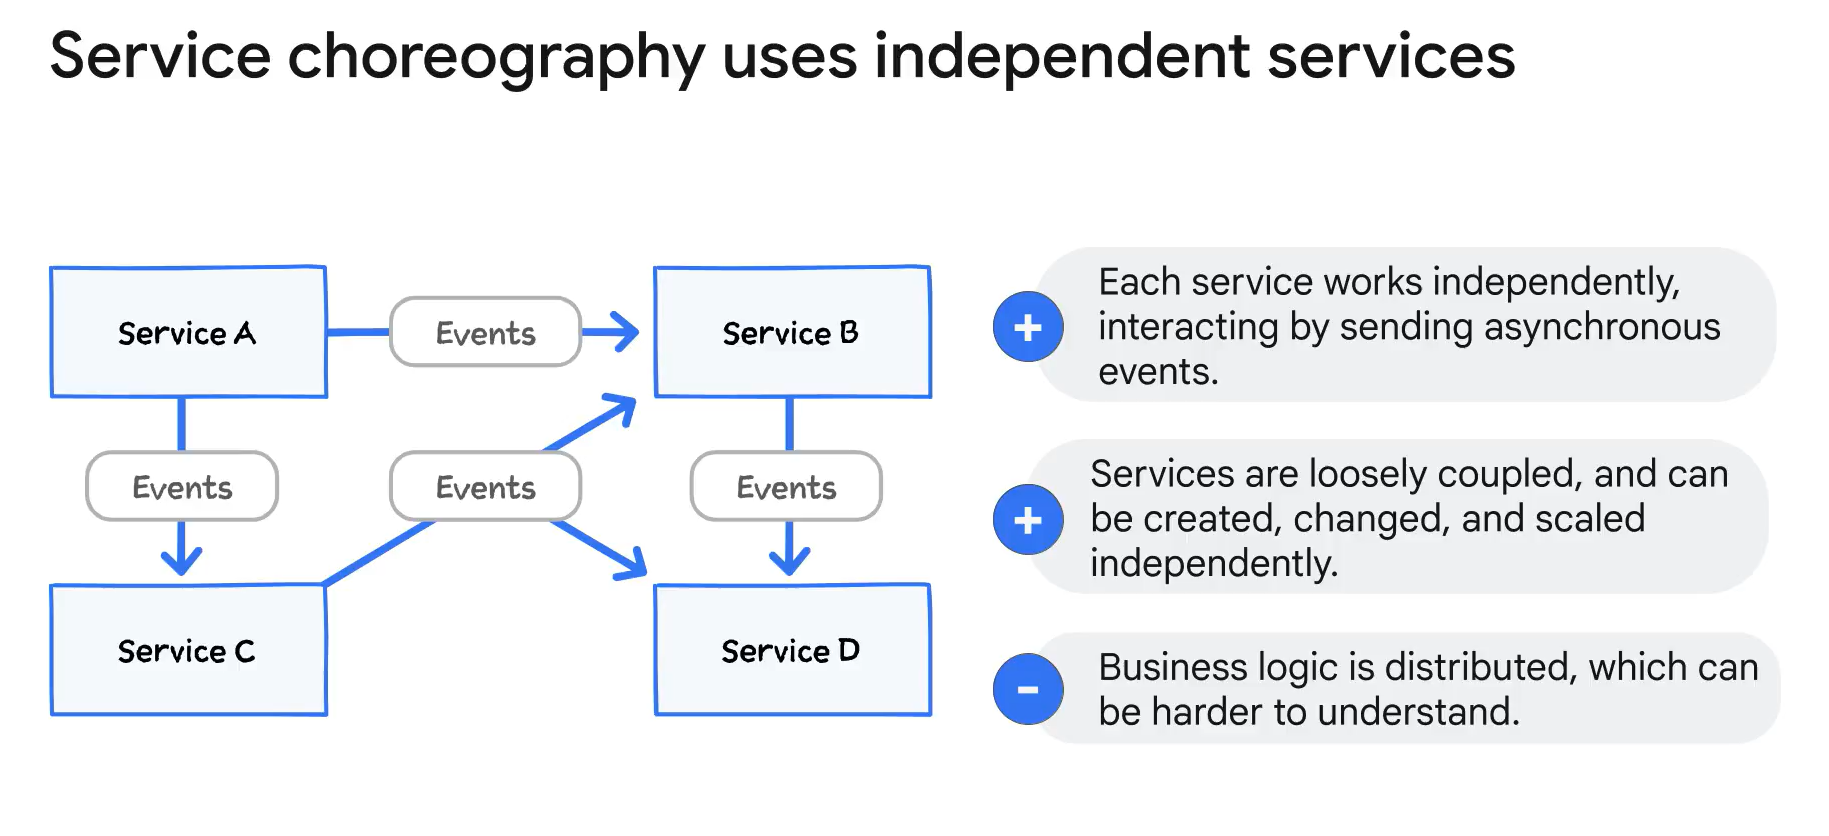 Service choreography uses independent services
Service A
Events
Service B
Events
Events
Events
Service C
Service D
+
Each service works independently,
interacting by sending asynchronous
events.
+
Services are loosely coupled, and can
be created, changed, and scaled
independently.
-
Business logic is distributed, which can
be harder to understand.